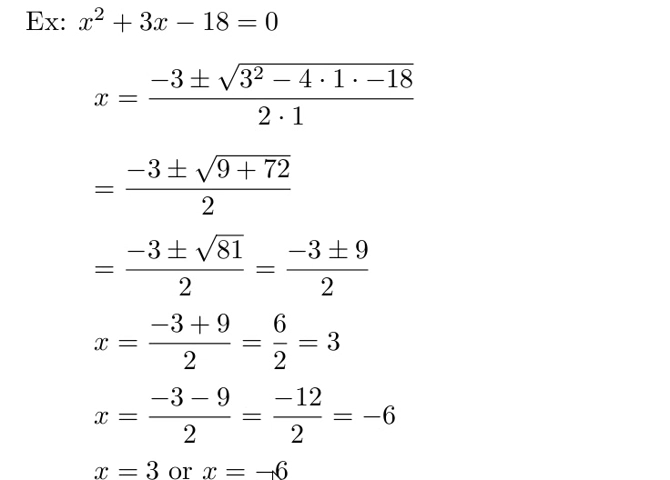 Ex: x² + 3x − 18 = 0
x = (−3 ± √(3² − 4 · 1 · −18)) / (2 · 1)
= (−3 ± √(9 + 72)) / 2
= (−3 ± √81) / 2 = (−3 ± 9) / 2
x = (−3 + 9) / 2 = 6 / 2 = 3
x = (−3 − 9) / 2 = −12 / 2 = −6
x = 3 or x = −6